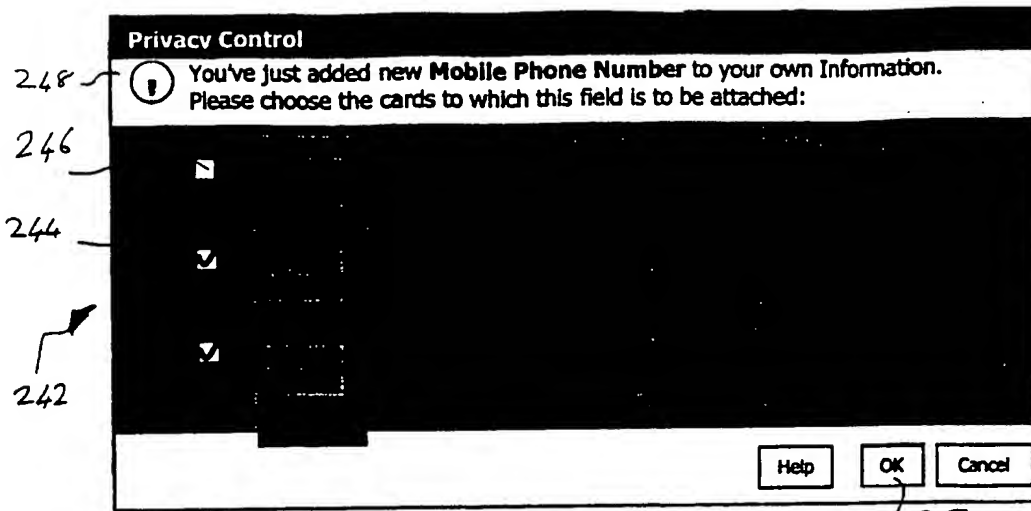 Privacy Control
248
You've just added new Mobile Phone Number to your own Information.
Please choose the cards to which this field is to be attached:
246
244
242
Help
OK
Cancel